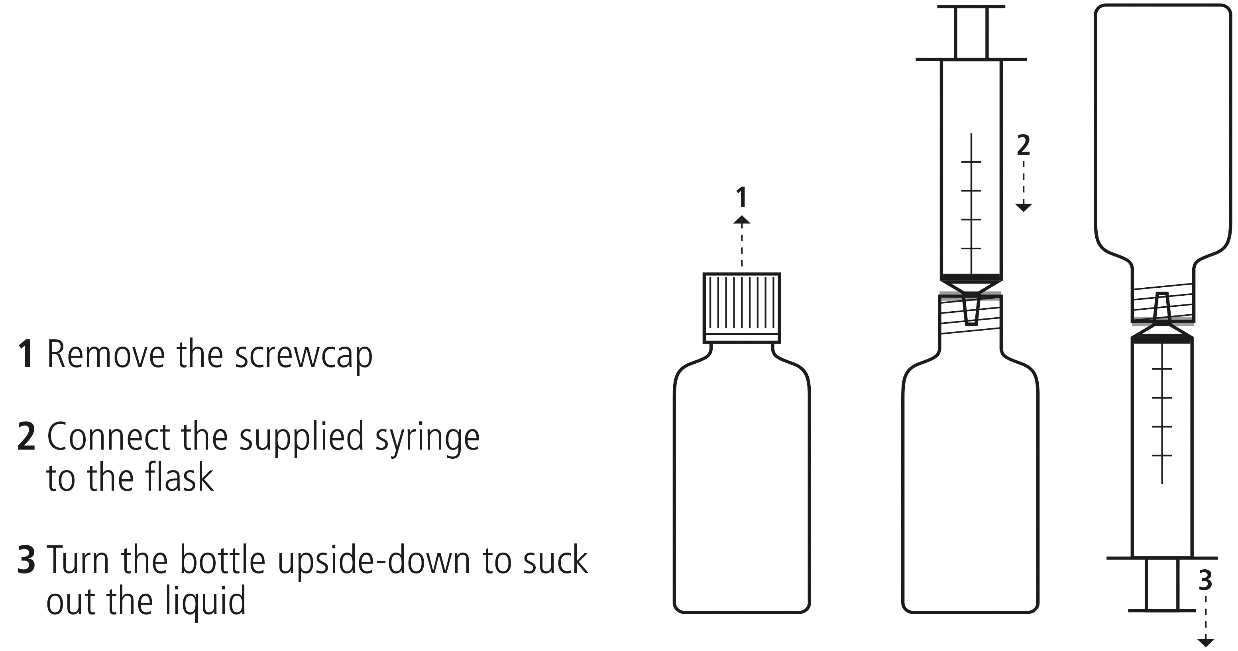 1 Remove the screwcap
2 Connect the supplied syringe
to the flask
3 Turn the bottle upside-down to suck
out the liquid
1
2
3